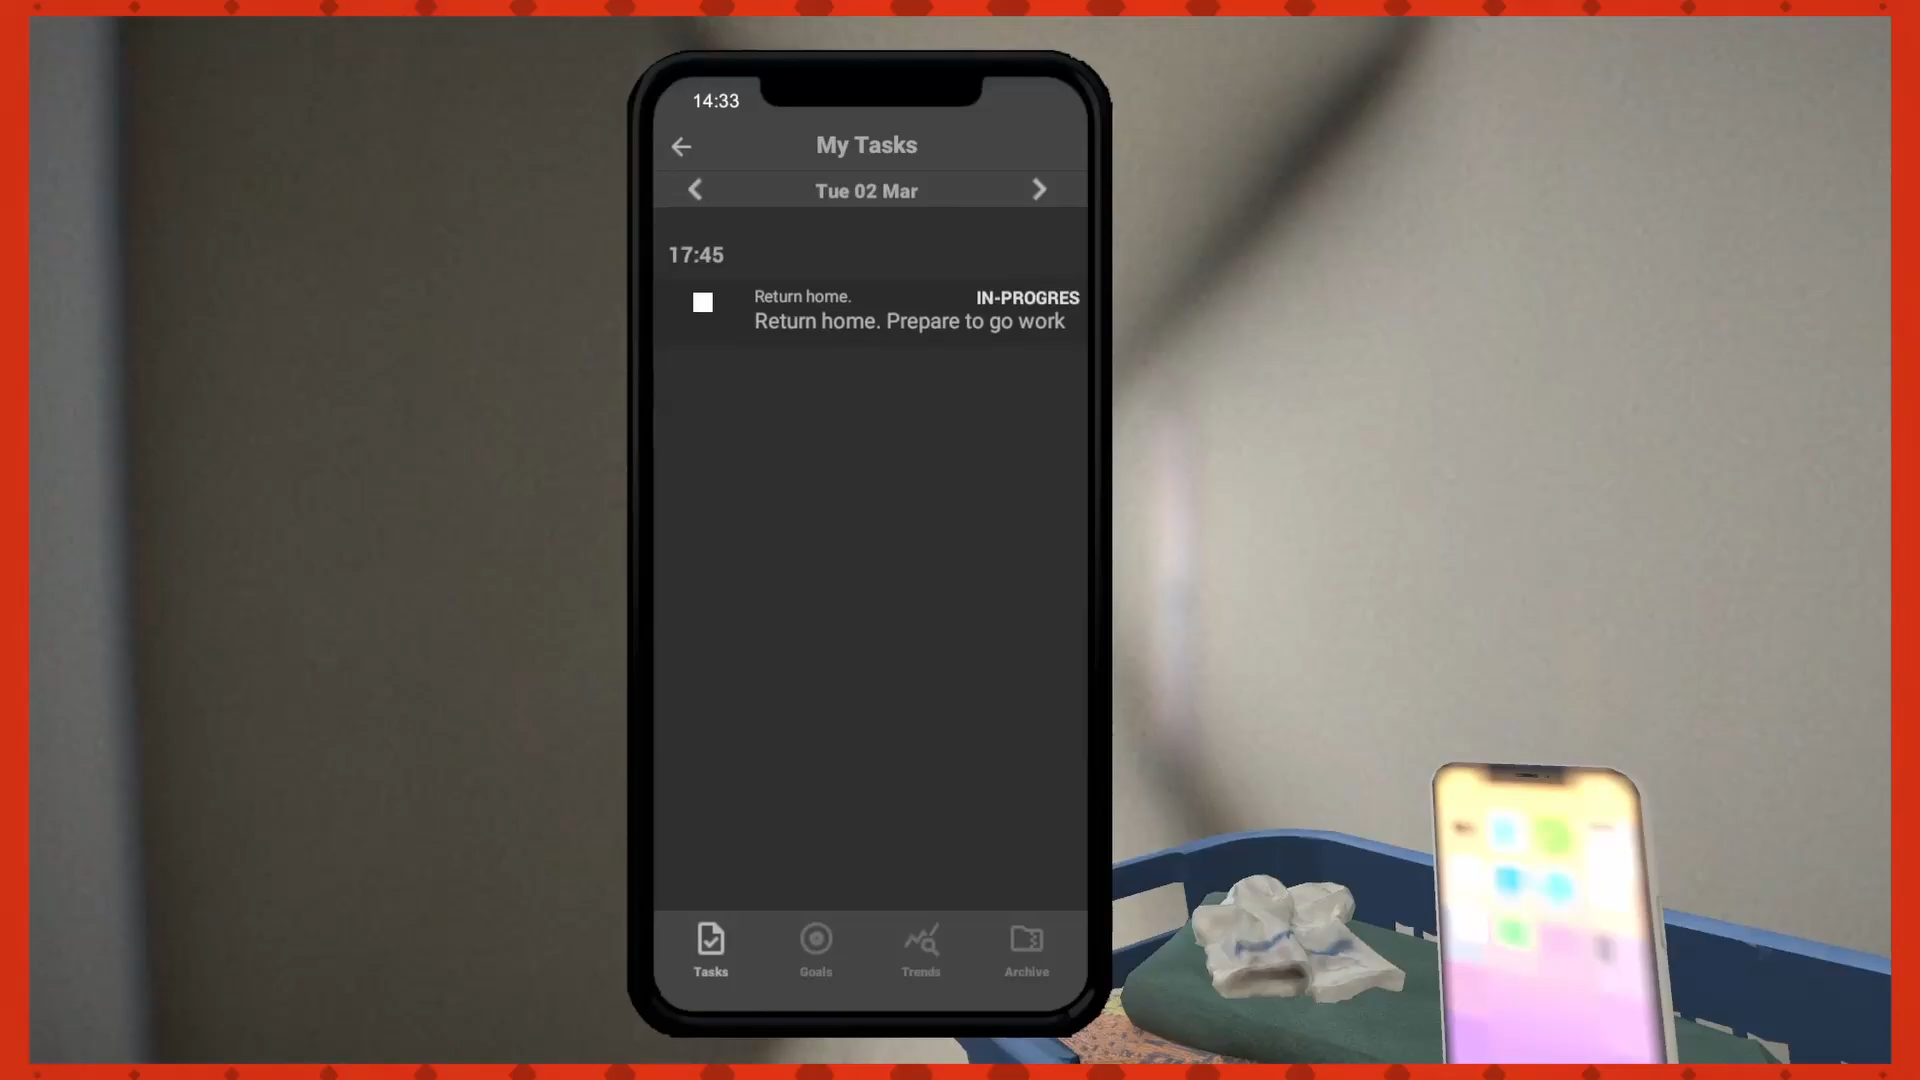 14:33
My Tasks
Tue 02 Mar
17:45
Return home.
IN-PROGRES
Return home. Prepare to go work
Tasks
Goals
Trends
Archive